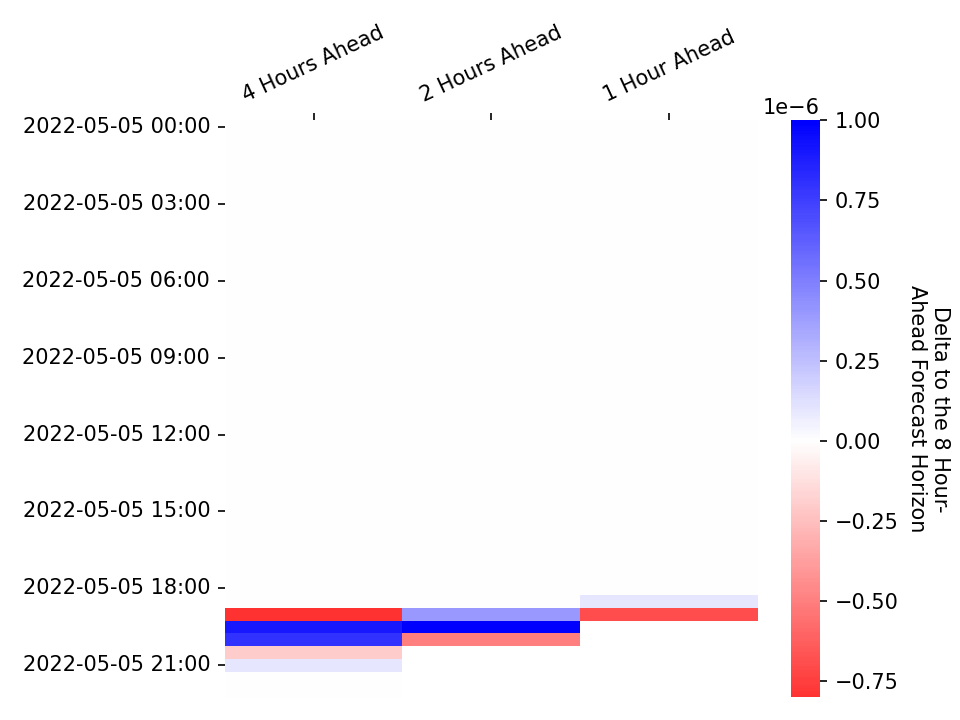 4 Hours Ahead
2 Hours Ahead
1 Hour Ahead
1e−6
2022-05-05 00:00
2022-05-05 03:00
2022-05-05 06:00
2022-05-05 09:00
2022-05-05 12:00
2022-05-05 15:00
2022-05-05 18:00
2022-05-05 21:00
1.00
0.75
0.50
0.25
0.00
−0.25
−0.50
−0.75
Delta to the 8 Hour-
Ahead Forecast Horizon